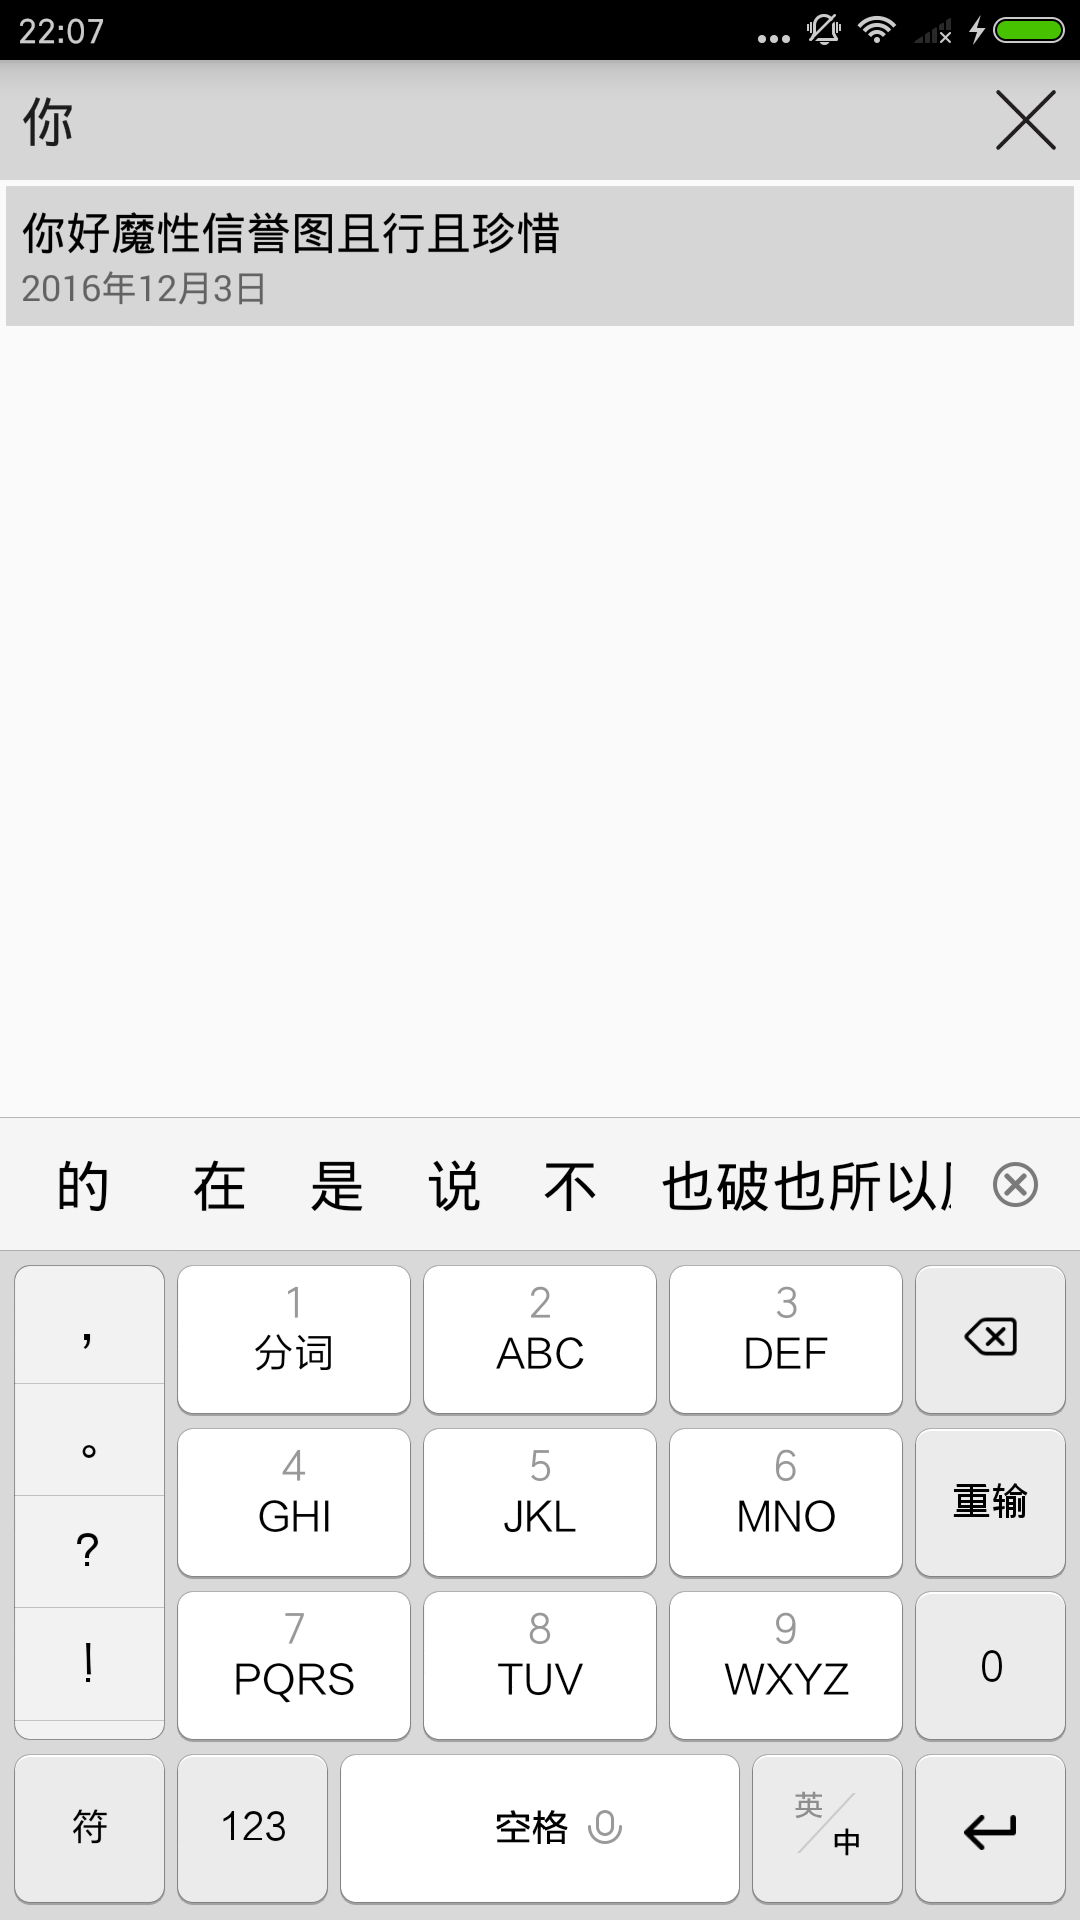 22:07
你
你好魔性信誉图且行且珍惜
2016年12月3日
的 在 是 说 不 也破也所以
，
。
?
!
1
分词
2
ABC
3
DEF
4
GHI
5
JKL
6
MNO
重输
7
PQRS
8
TUV
9
WXYZ
0
符
123
空格
英
中